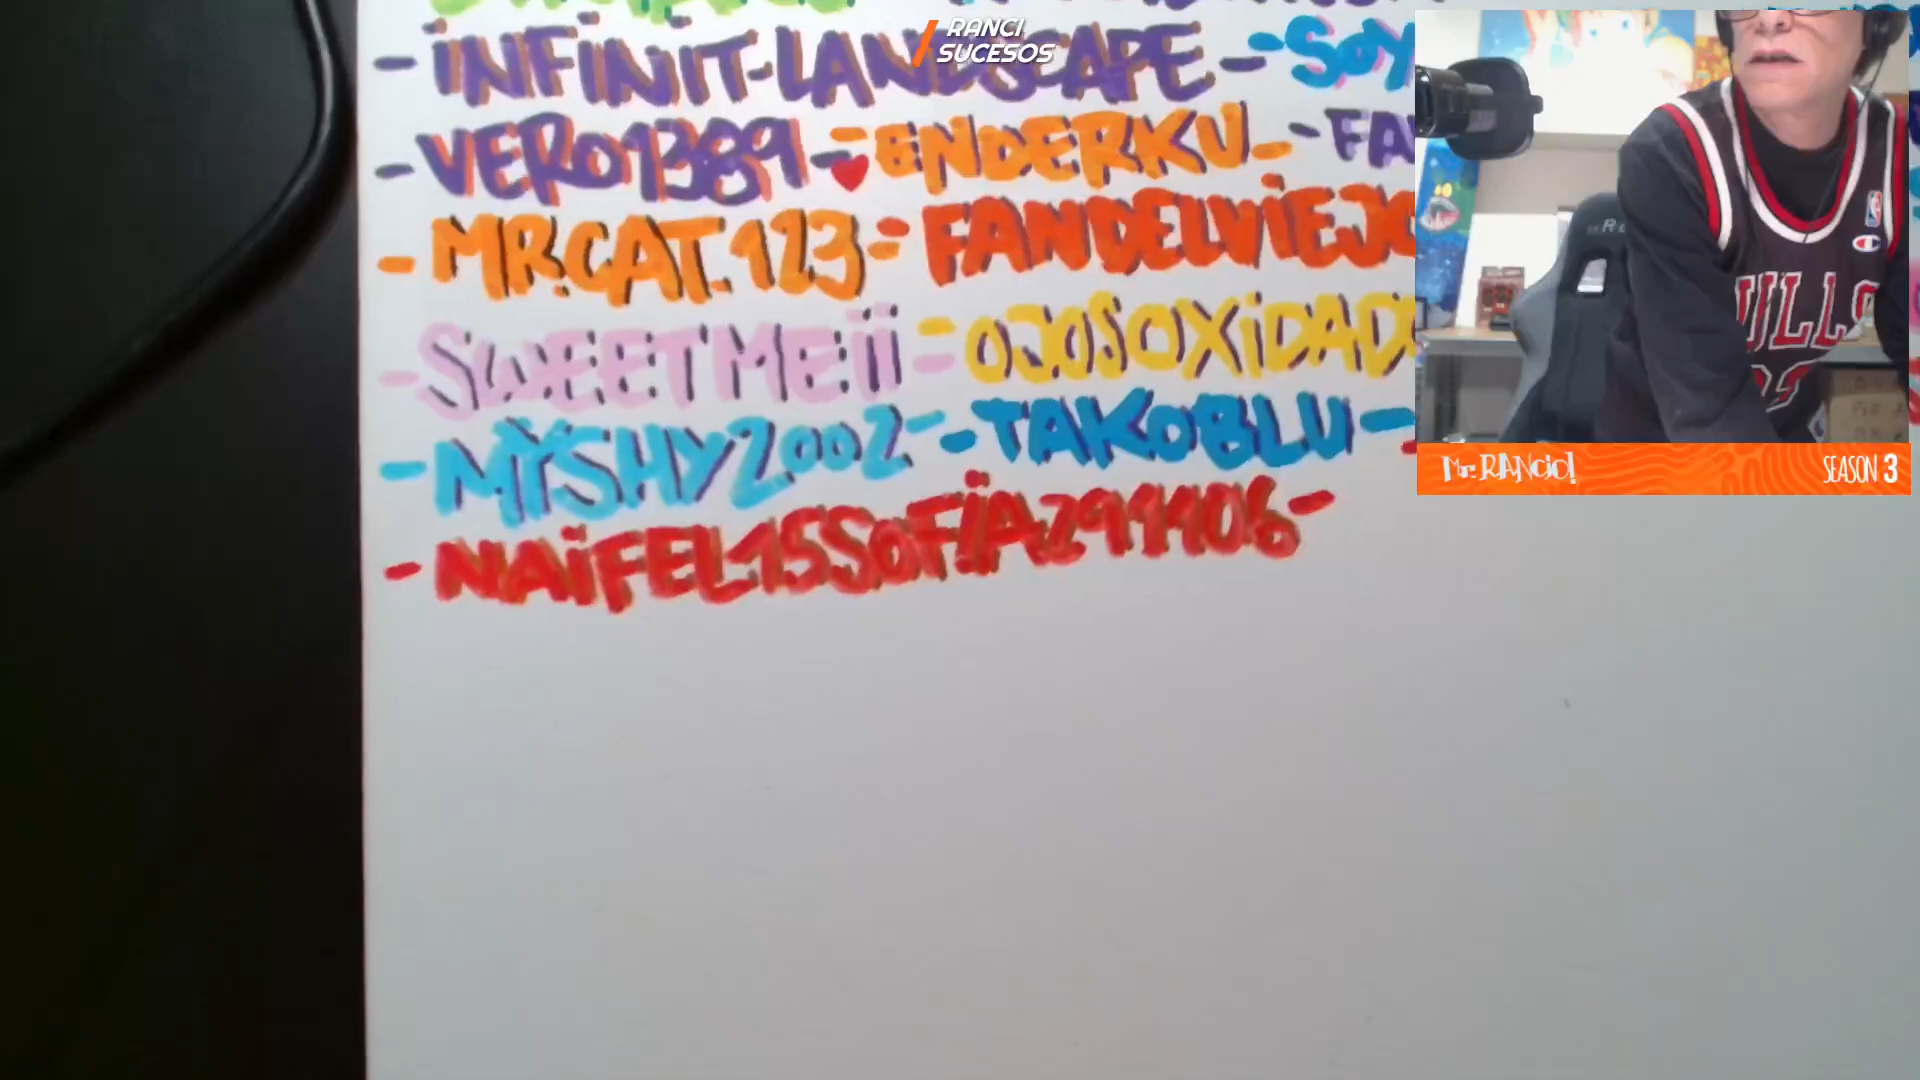 RANCI
SUCESOS
- INFINIT-LANDSCAPE - - SOY
- VERO1389 - - ENDERKU - - FA
- MR.CAT.123 - - FANDELVIEJO
- SWEETMEII - - OJOSOXIDADO
- MYSHY2002 - - TAKOBLU -
- NAIFEL15SOFIA291106 -
BULLS
Mr. RANcio!
SEASON 3